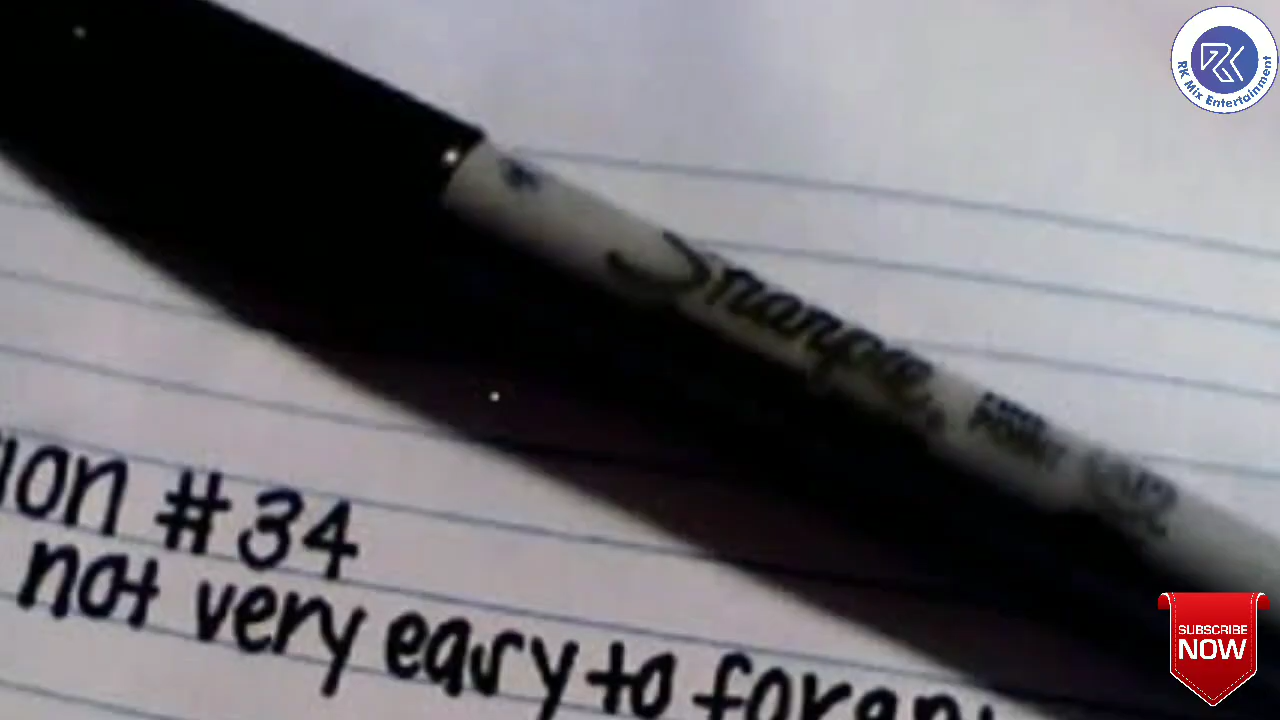 RK Mix Entertainment
Sharpie
ion #34
not very easy to
SUBSCRIBE
NOW